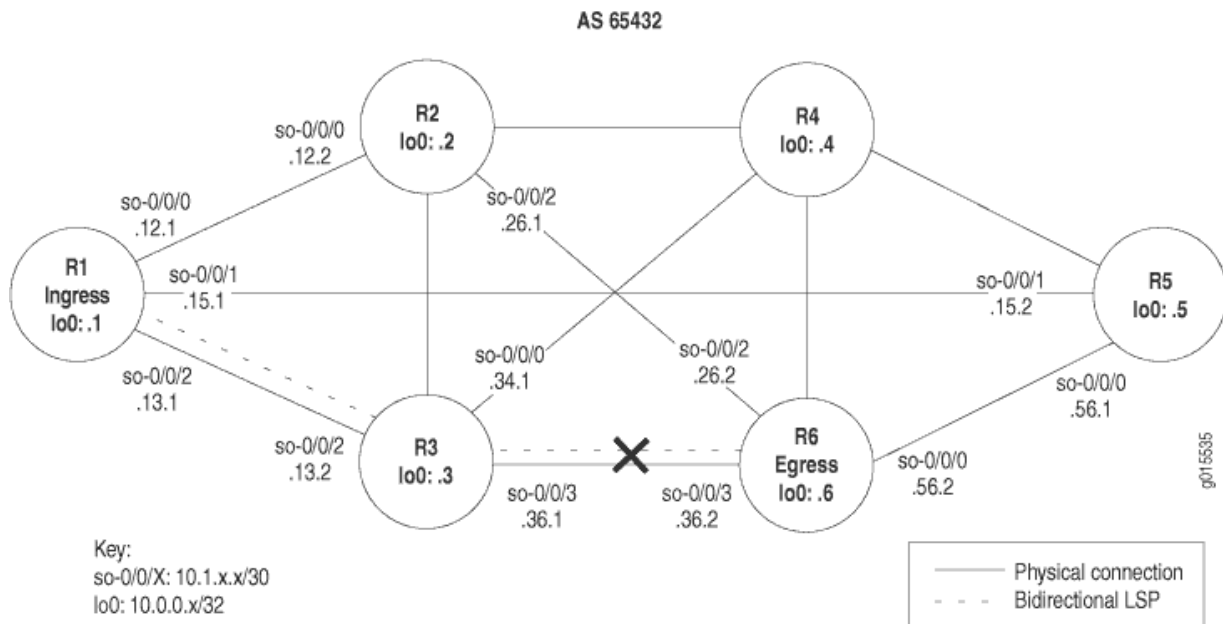 AS 65432
R2
lo0: .2
R4
lo0: .4
so-0/0/0
.12.2
so-0/0/2
.26.1
so-0/0/0
.12.1
R1
Ingress
lo0: .1
so-0/0/1
.15.1
so-0/0/1
.15.2
R5
lo0: .5
so-0/0/0
.34.1
so-0/0/2
.26.2
so-0/0/2
.13.1
so-0/0/0
.56.1
so-0/0/2
.13.2
R3
lo0: .3
R6
Egress
lo0: .6
so-0/0/0
.56.2
so-0/0/3
.36.1
so-0/0/3
.36.2
g015535
Key:
so-0/0/X: 10.1.x.x/30
lo0: 10.0.0.x/32
Physical connection
Bidirectional LSP